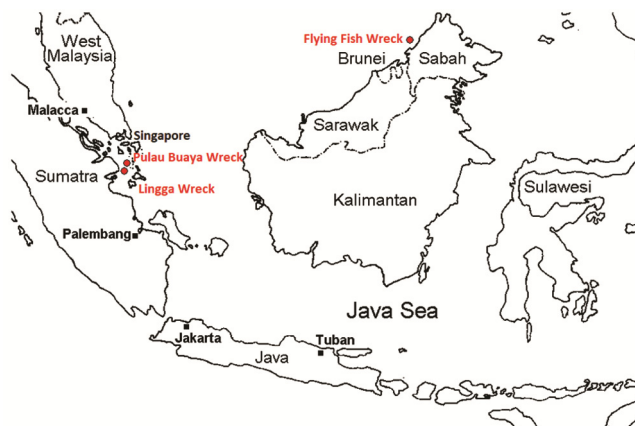 West
Malaysia
Flying Fish Wreck
Brunei
Sabah
Malacca
Singapore
Sarawak
Pulau Buaya Wreck
Sumatra
Lingga Wreck
Kalimantan
Sulawesi
Palembang
Java Sea
Jakarta
Tuban
Java